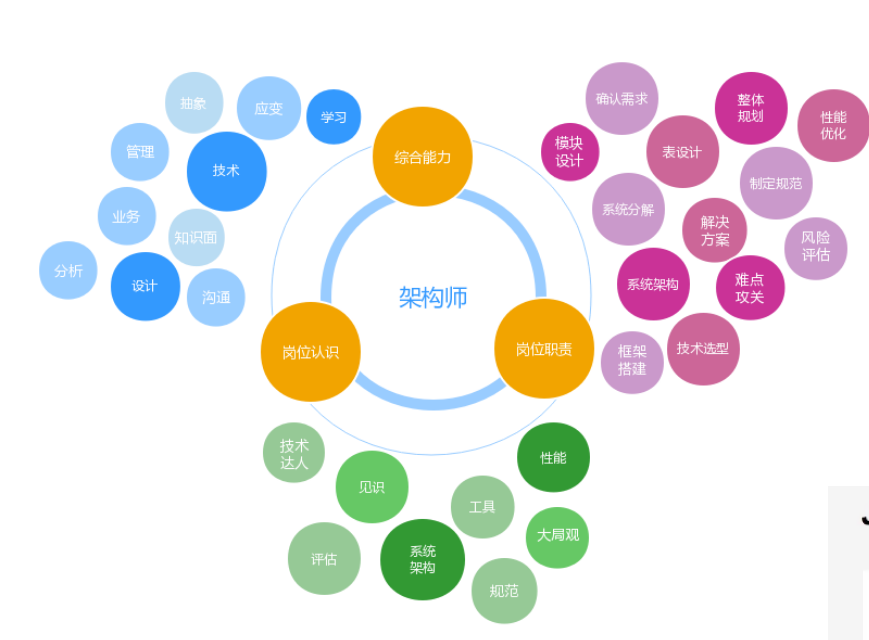 抽象
应变
学习
管理
技术
业务
知识面
分析
设计
沟通
综合能力
架构师
岗位认识
岗位职责
确认需求
整体
规划
性能
优化
模块
设计
表设计
制定规范
系统分解
解决
方案
风险
评估
系统架构
难点
攻关
框架
搭建
技术选型
技术
达人
见识
性能
工具
大局观
评估
系统
架构
规范